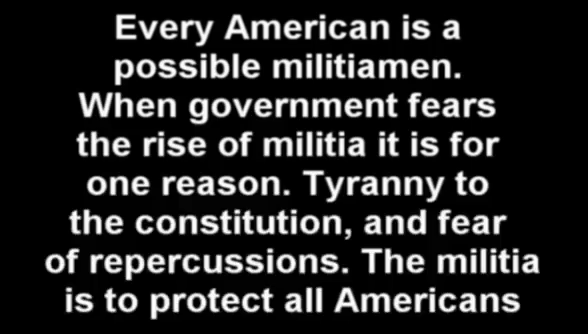 Every American is a
possible militiamen.
When government fears
the rise of militia it is for
one reason. Tyranny to
the constitution, and fear
of repercussions. The militia
is to protect all Americans